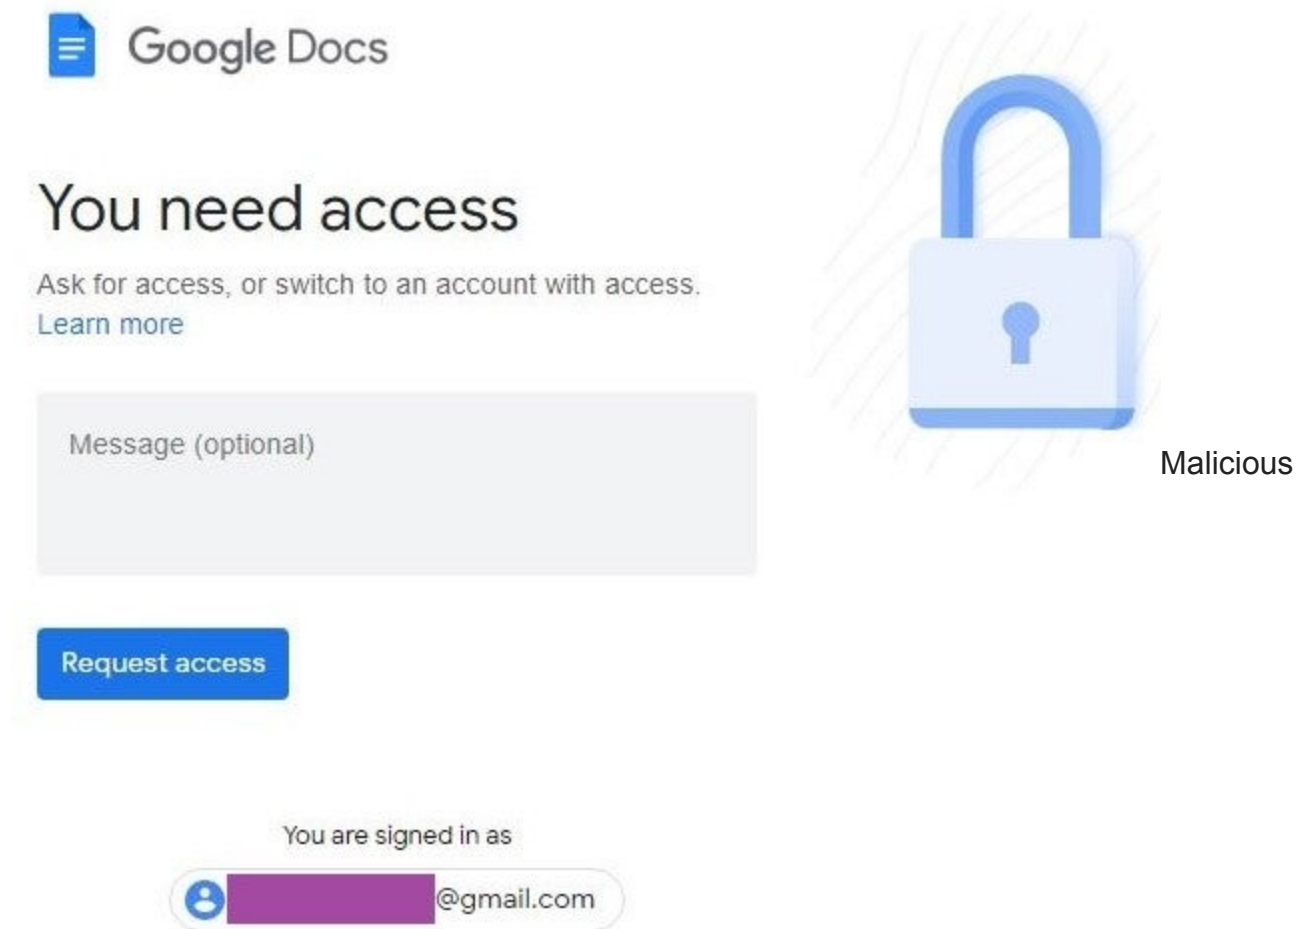 Google Docs
You need access
Ask for access, or switch to an account with access.
Learn more
Message (optional)
Malicious
Request access
You are signed in as
@gmail.com